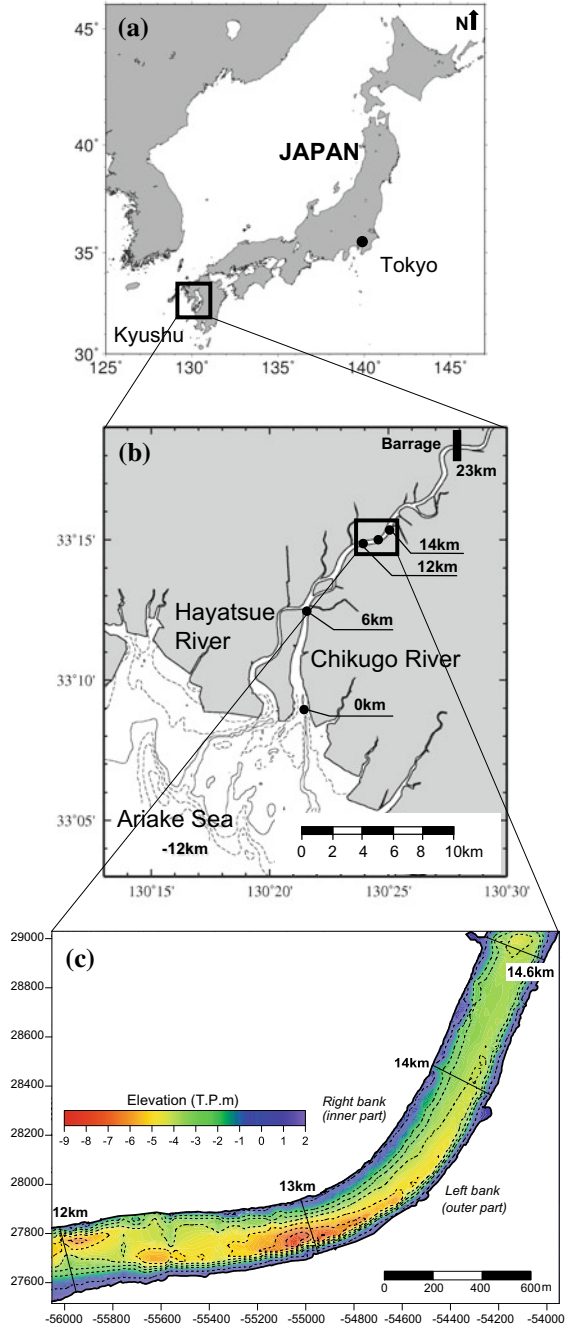 45°
(a)
N
40°
JAPAN
35°
Tokyo
Kyushu
30°
125° 130° 135° 140° 145°
(b)
Barrage
23km
33°15'
14km
12km
Hayatsue
River
6km
Chikugo River
33°10'
0km
33°05'
Ariake Sea
-12km
0 2 4 6 8 10km
130°15' 130°20' 130°25' 130°30'
29000
(c)
14.6km
28800
28600
14km
28400
Elevation (T.P.m)
Right bank
(inner part)
28200
-9 -8 -7 -6 -5 -4 -3 -2 -1 0 1 2
28000
13km
Left bank
(outer part)
12km
27800
27600
0 200 400 600m
-56000 -55800 -55600 -55400 -55200 -55000 -54800 -54600 -54400 -54200 -54000